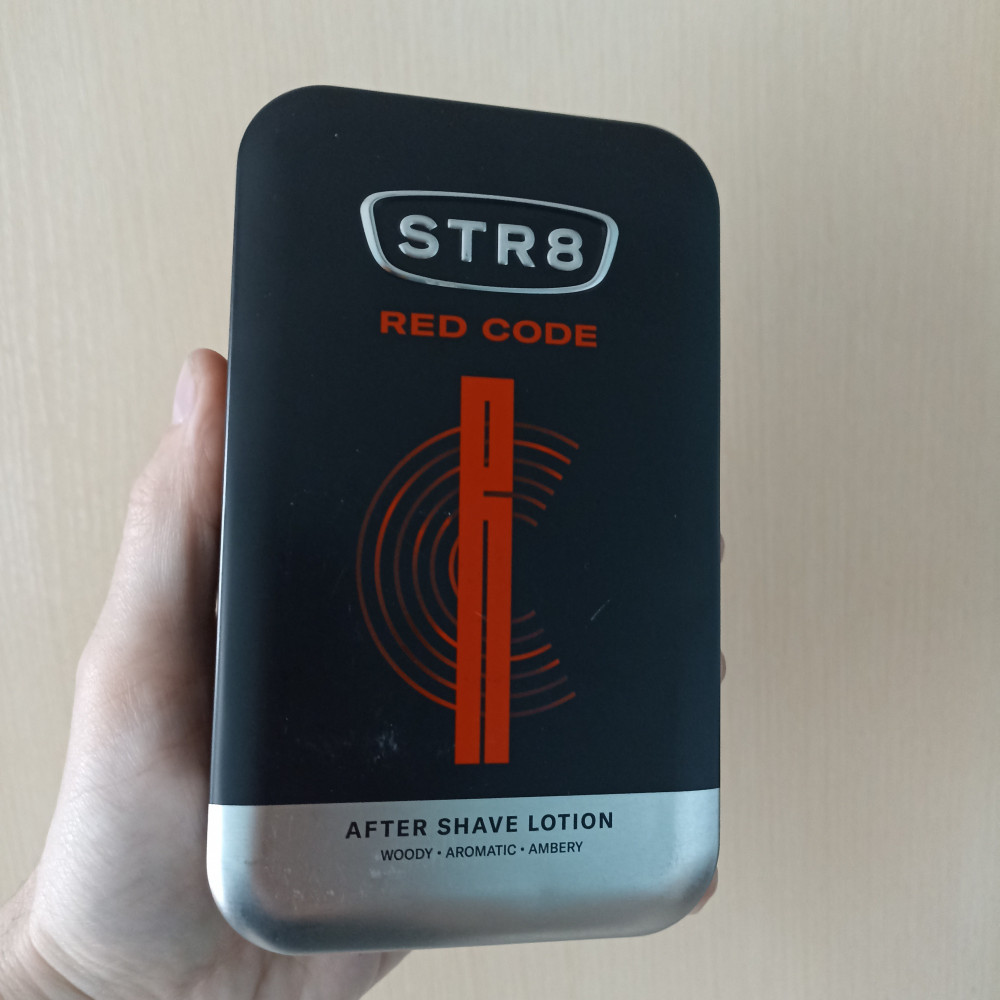 STR8
RED CODE
AFTER SHAVE LOTION
WOODY • AROMATIC • AMBERY